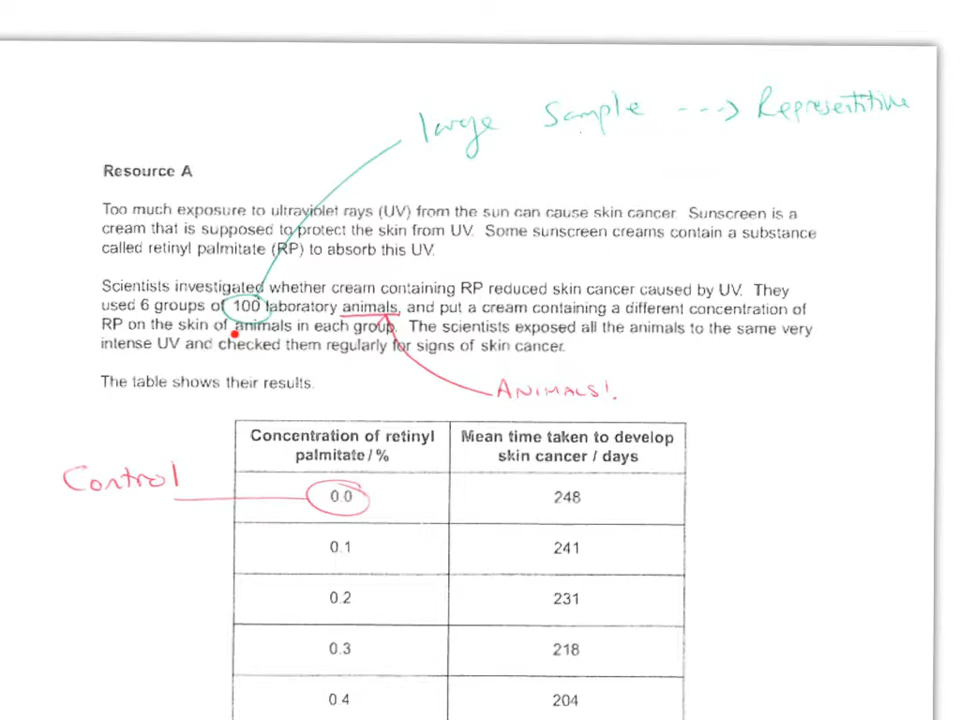 large sample ---> Representitive
Resource A
Too much exposure to ultraviolet rays (UV) from the sun can cause skin cancer. Sunscreen is a
cream that is supposed to protect the skin from UV. Some sunscreen creams contain a substance
called retinyl palmitate (RP) to absorb this UV.
Scientists investigated whether cream containing RP reduced skin cancer caused by UV. They
used 6 groups of 100 laboratory animals, and put a cream containing a different concentration of
RP on the skin of animals in each group. The scientists exposed all the animals to the same very
intense UV and checked them regularly for signs of skin cancer.
The table shows their results.
ANIMALS!
Concentration of retinyl palmitate / %
Mean time taken to develop skin cancer / days
Control
0.0 248
0.1 241
0.2 231
0.3 218
0.4 204